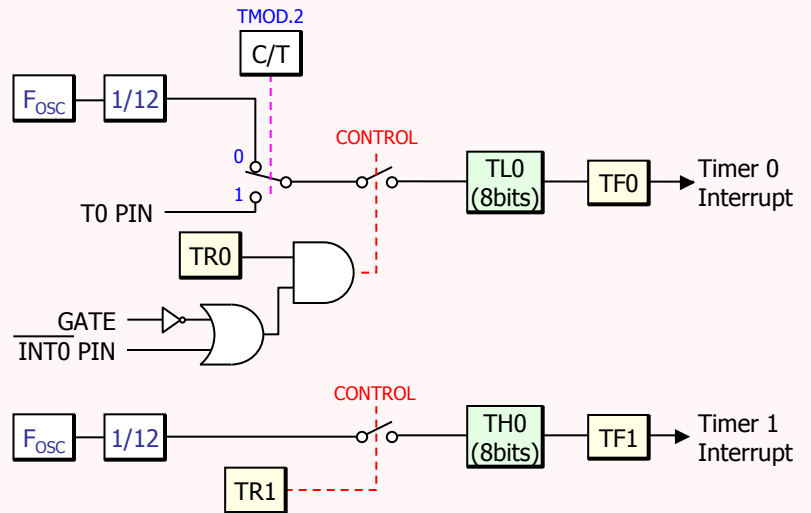 TMOD.2
C/T
FOSC
1/12
CONTROL
0
1
TL0
(8bits)
TF0
Timer 0
Interrupt
T0 PIN
TR0
GATE
INT0 PIN
CONTROL
FOSC
1/12
TH0
(8bits)
TF1
Timer 1
Interrupt
TR1